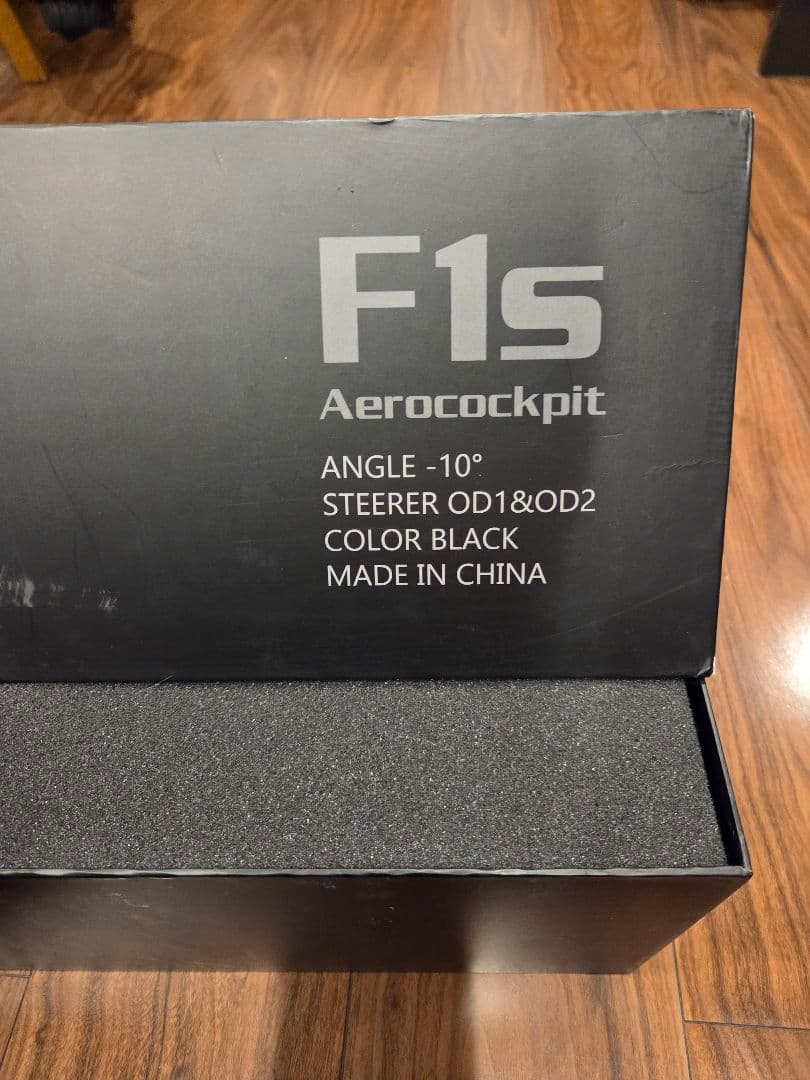 F1s
Aerocockpit
ANGLE -10°
STEERER OD1&OD2
COLOR BLACK
MADE IN CHINA